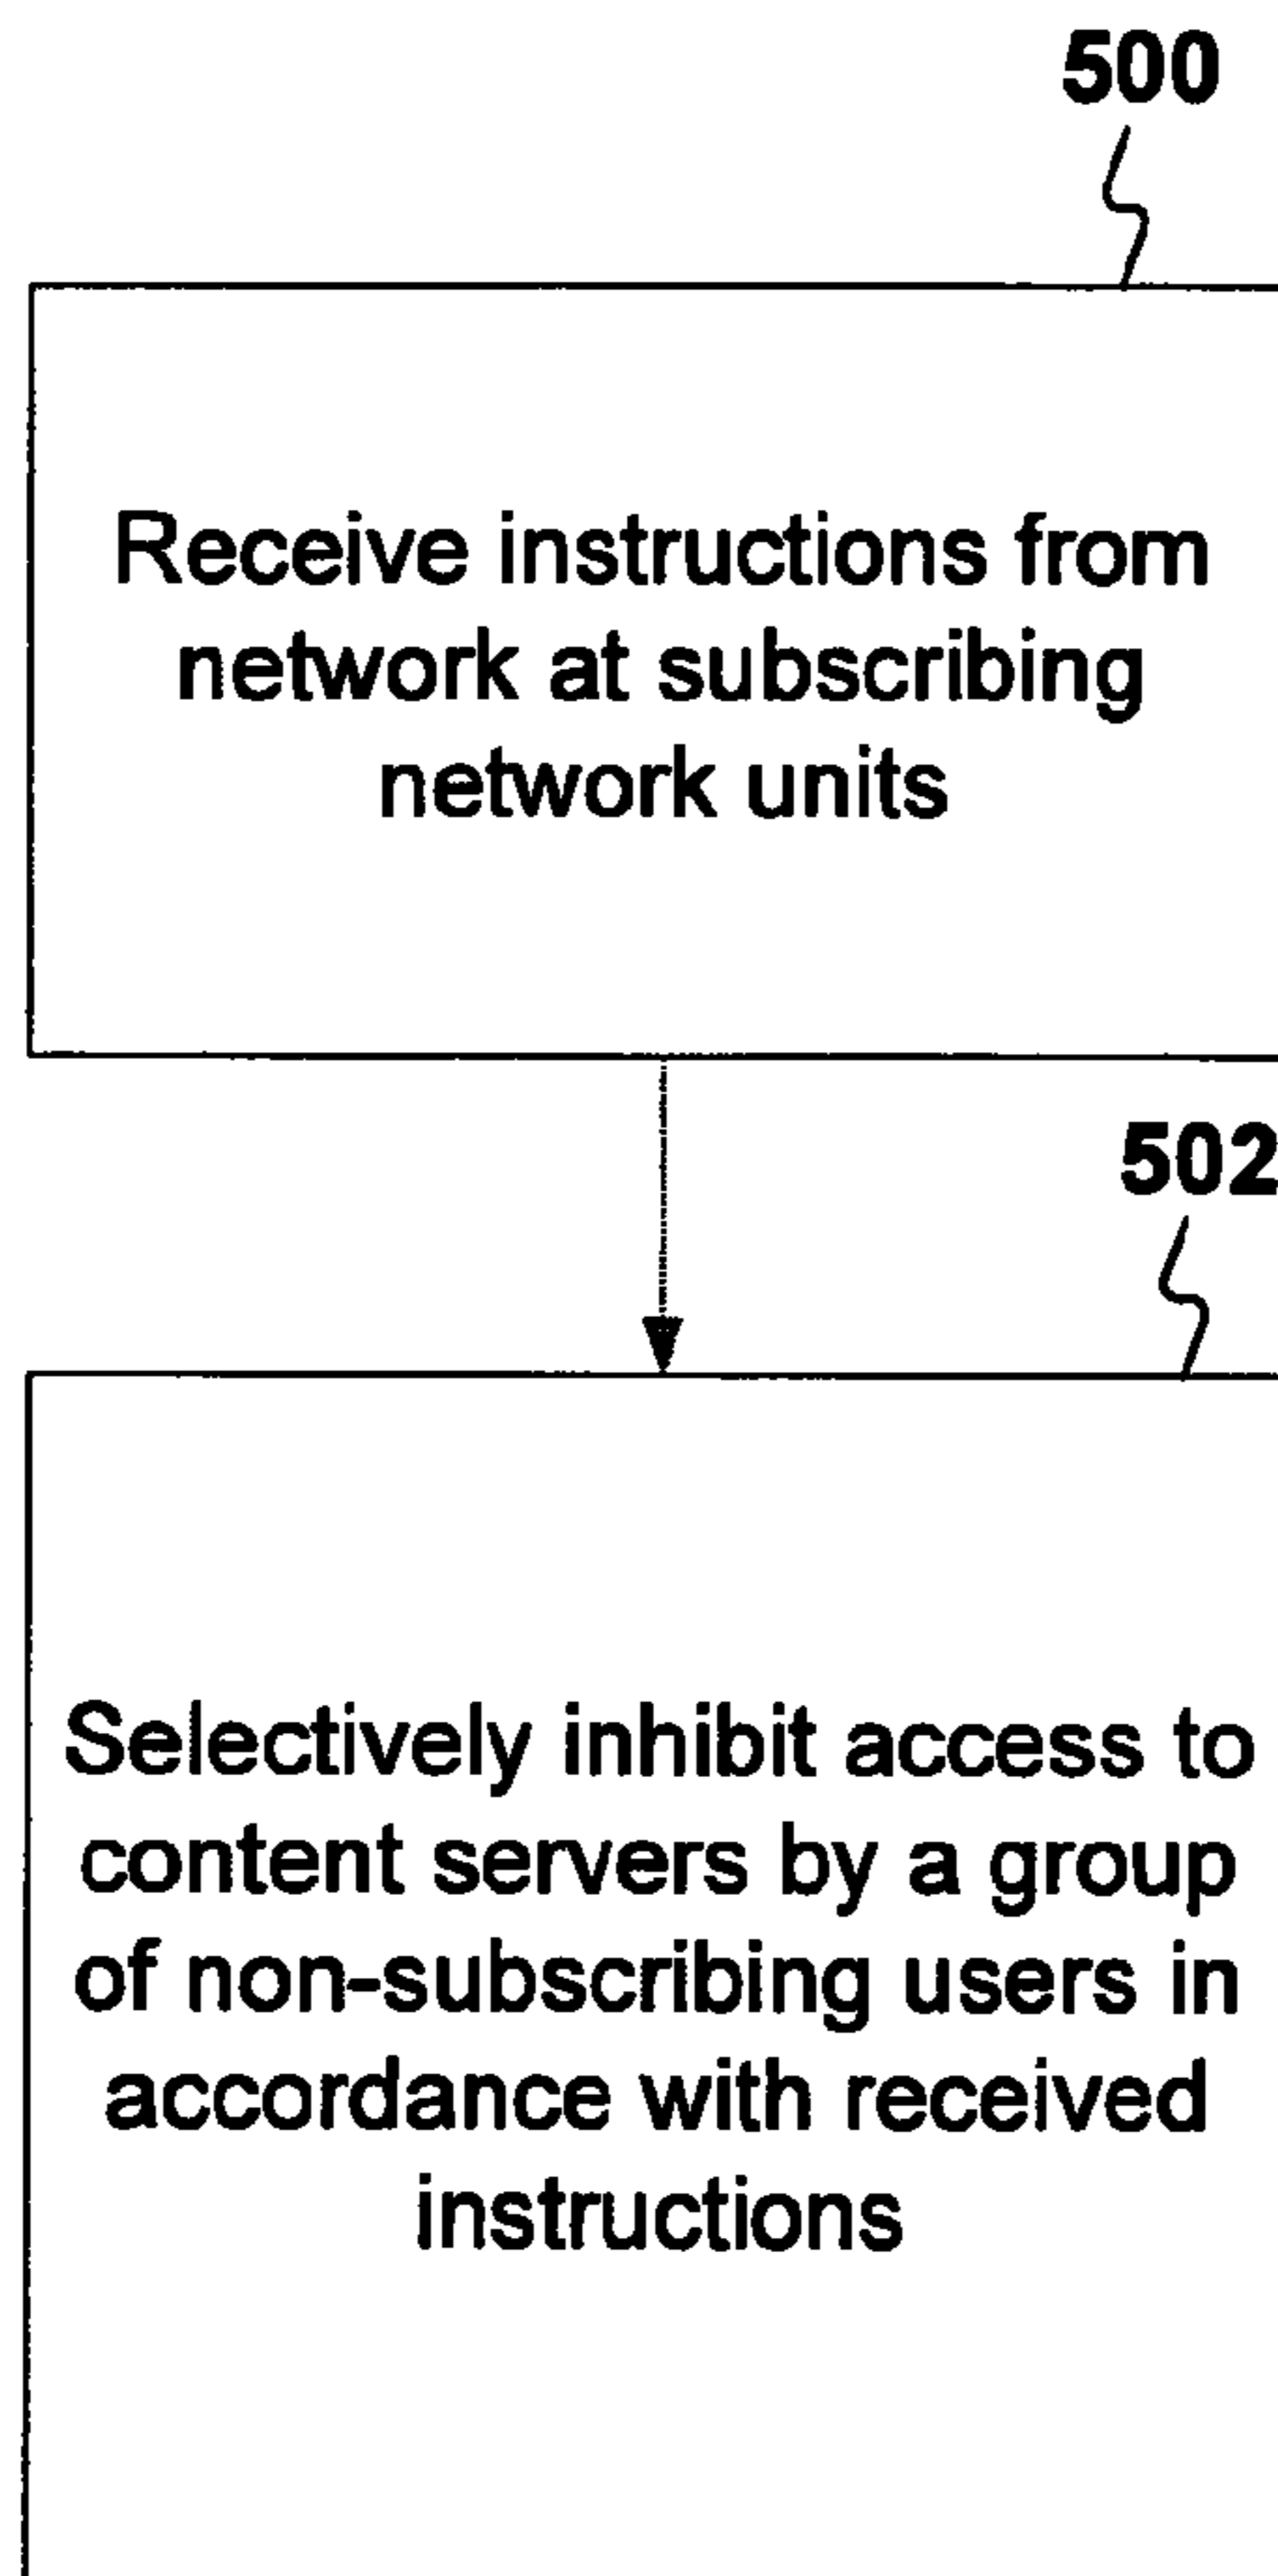 500
Receive instructions from
network at subscribing
network units
502
Selectively inhibit access to
content servers by a group
of non-subscribing users in
accordance with received
instructions